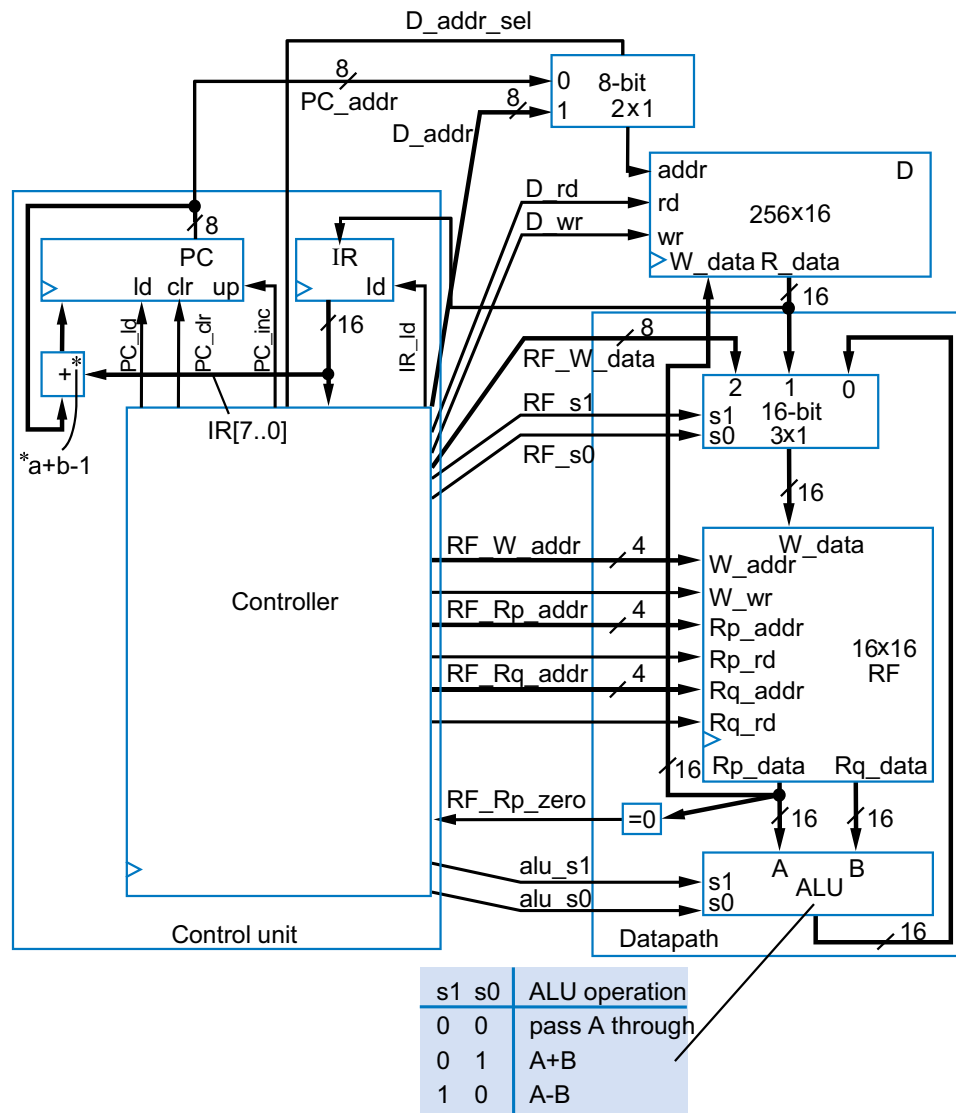 D_addr_sel
8
PC_addr
0
8-bit
8
1
2x1
D_addr
addr
D
D_rd
rd
256x16
D_wr
wr
W_data
R_data
8
PC
IR
ld
clr
up
ld
16
16
PC_ld
PC_clr
PC_inc
IR_ld
8
RF_W_data
+*
2
1
0
RF_s1
s1
16-bit
s0
3x1
IR[7..0]
*a+b-1
RF_s0
16
W_data
RF_W_addr
4
W_addr
W_wr
Controller
RF_Rp_addr
4
Rp_addr
16x16
Rp_rd
RF
RF_Rq_addr
4
Rq_addr
Rq_rd
16
Rp_data
Rq_data
RF_Rp_zero
=0
16
16
A
B
alu_s1
s1
ALU
alu_s0
s0
Control unit
Datapath
16
s1 s0 ALU operation
0 0 pass A through
0 1 A+B
1 0 A-B